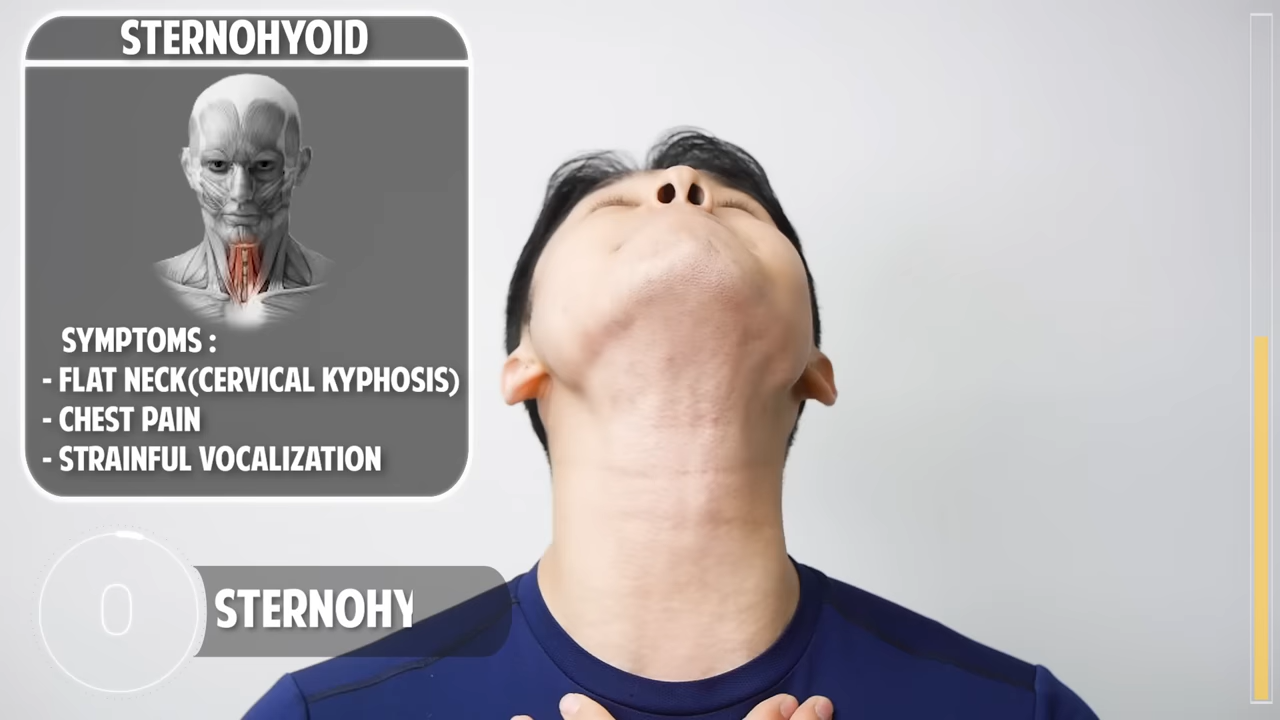 STERNOHYOID
SYMPTOMS :
- FLAT NECK(CERVICAL KYPHOSIS)
- CHEST PAIN
- STRAINFUL VOCALIZATION
0
STERNOHY